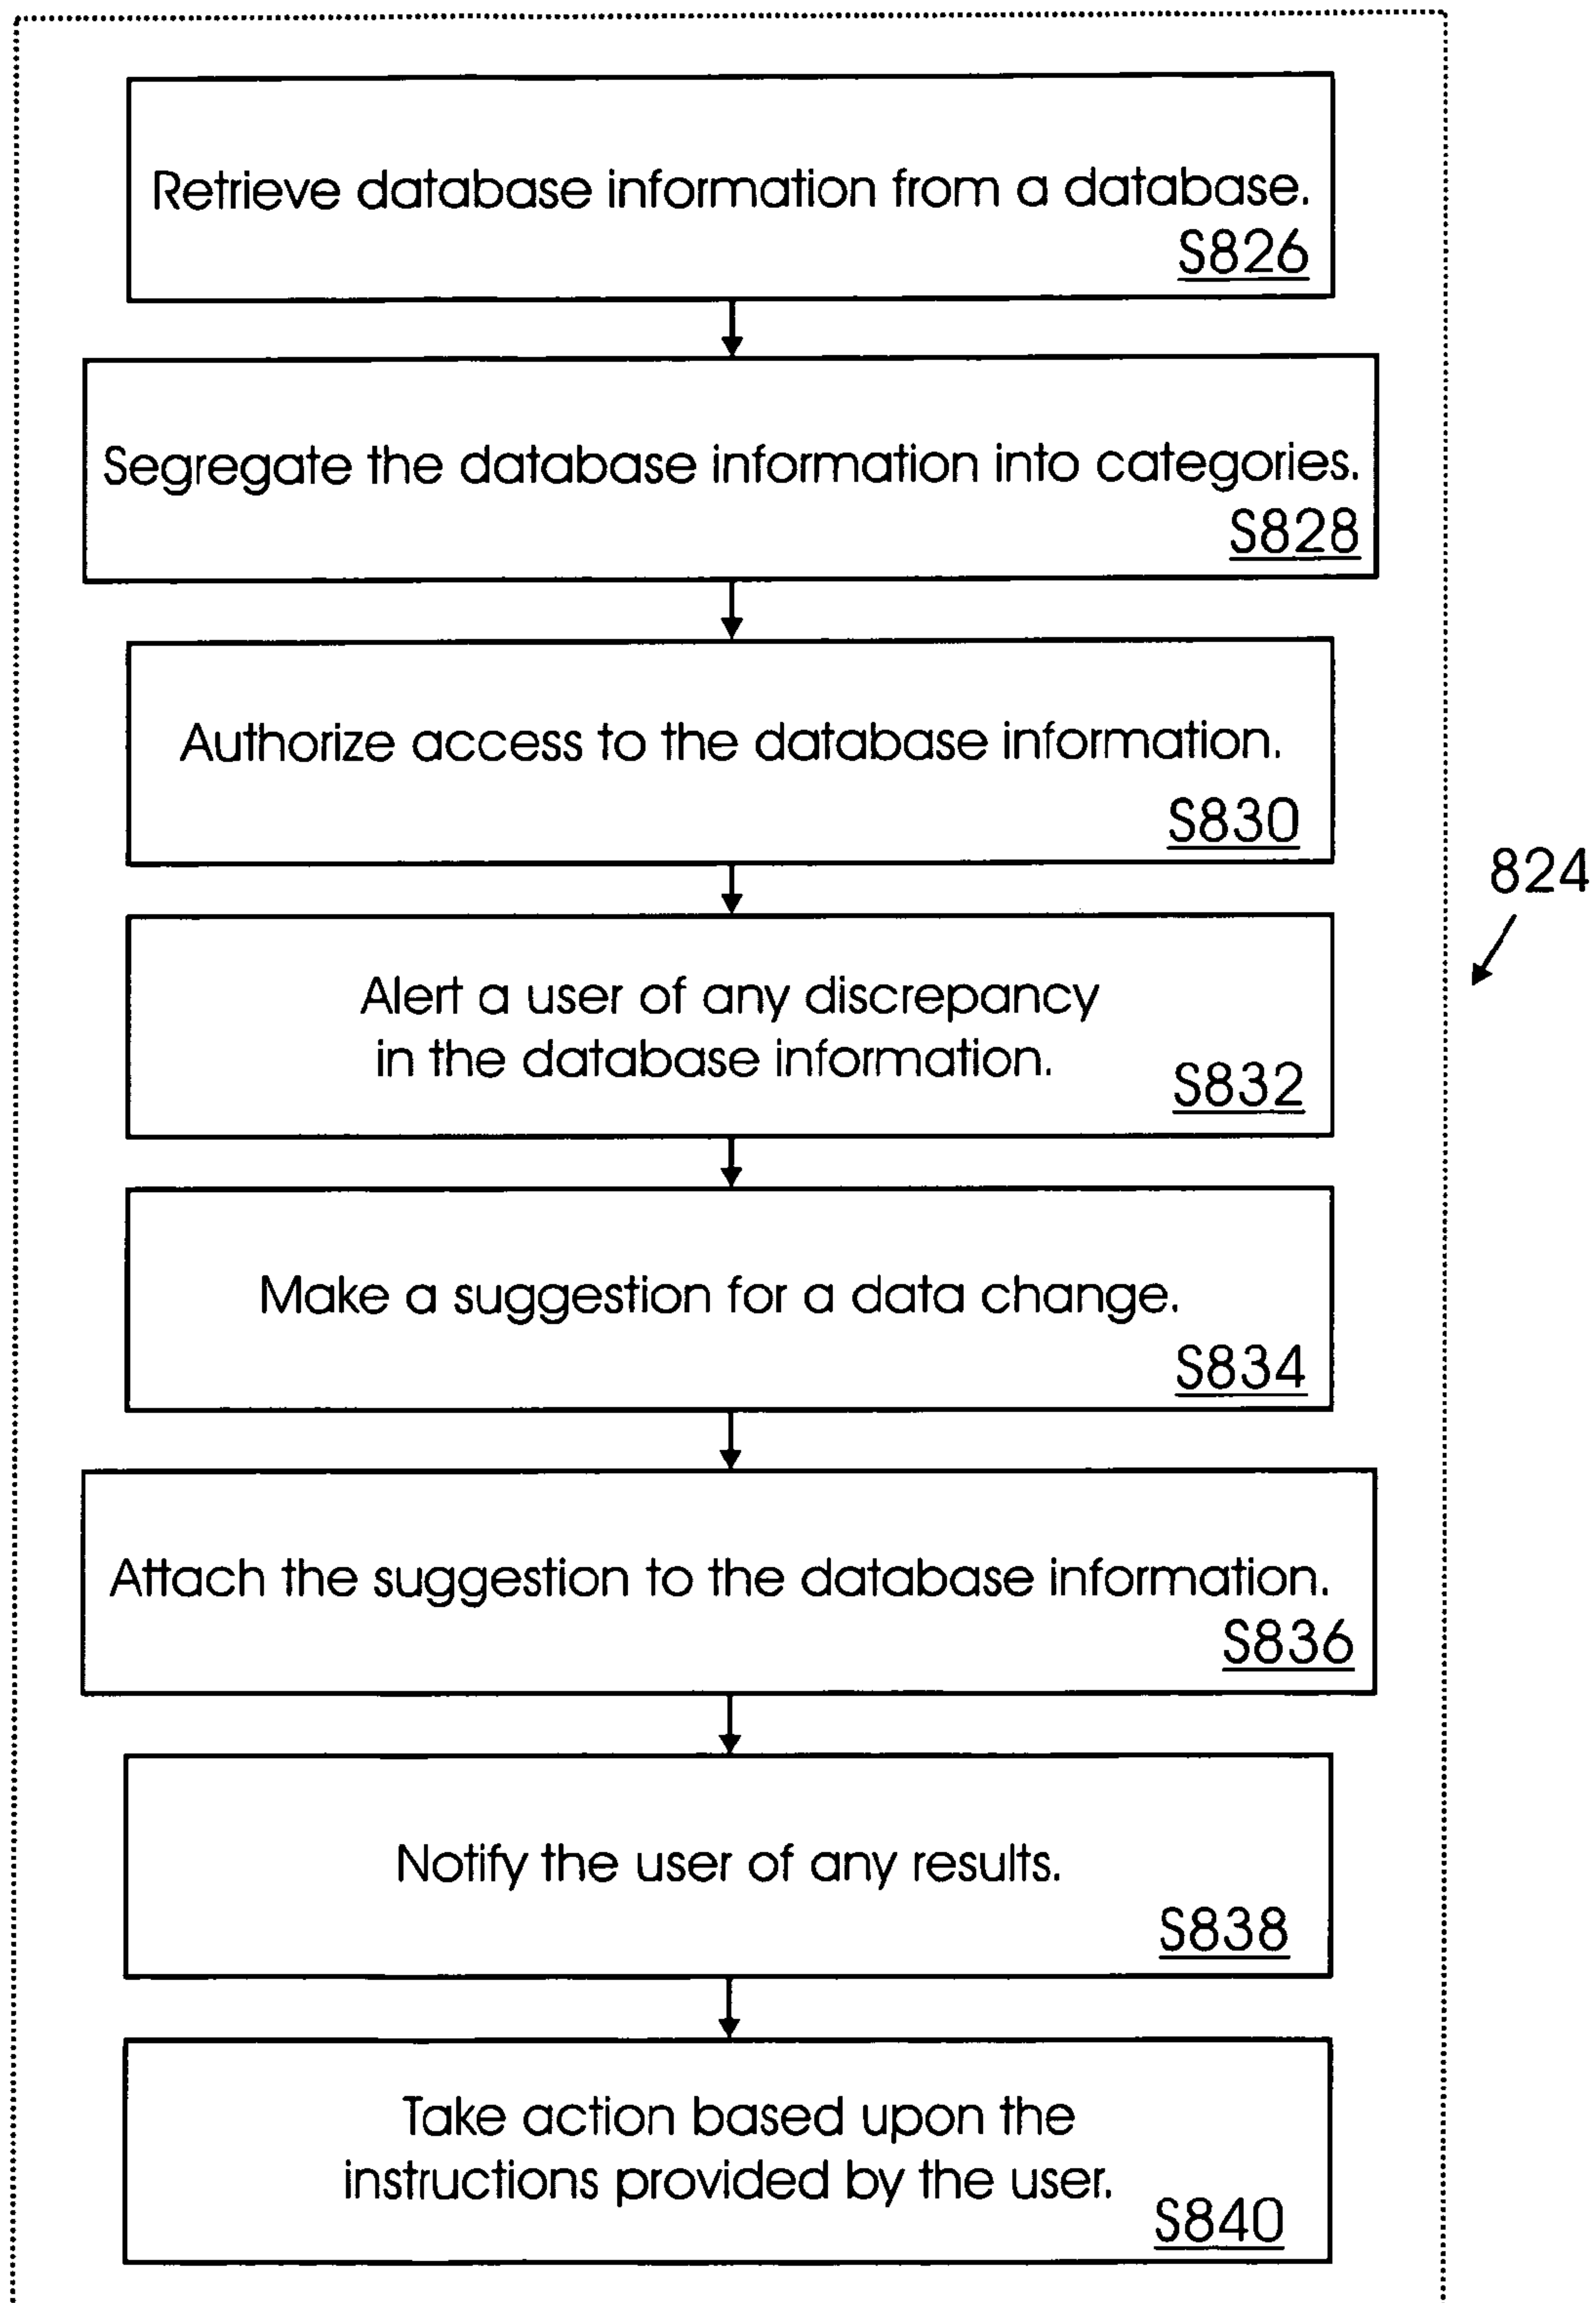 Retrieve database information from a database.
S826
Segregate the database information into categories.
S828
Authorize access to the database information.
S830
824
Alert a user of any discrepancy
in the database information.
S832
Make a suggestion for a data change.
S834
Attach the suggestion to the database information.
S836
Notify the user of any results.
S838
Take action based upon the
instructions provided by the user.
S840